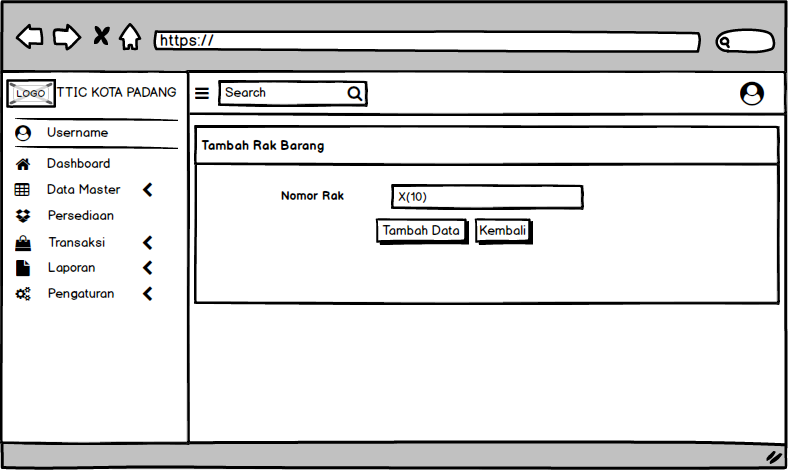 https://
LOGO TTIC KOTA PADANG
Search
Username
Dashboard
Data Master
Persediaan
Transaksi
Laporan
Pengaturan
Tambah Rak Barang
Nomor Rak X(10)
Tambah Data Kembali